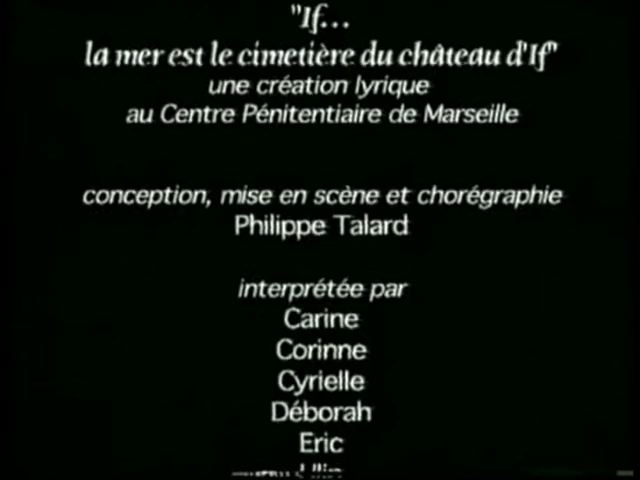 "If...
la mer est le cimetière du château d'If"
une création lyrique
au Centre Pénitentiaire de Marseille
conception, mise en scène et chorégraphie
Philippe Talard
interprétée par
Carine
Corinne
Cyrielle
Déborah
Eric